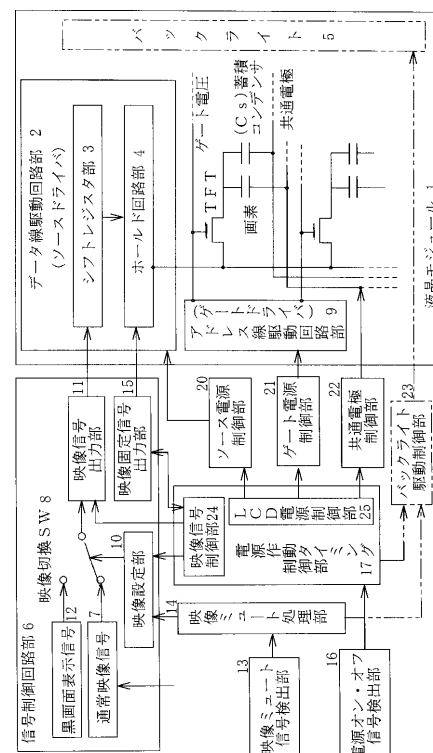 信号制御回路部 6
黒画面表示信号
12
通常映像信号
7
映像切換SW 8
映像設定部
10
映像信号
出力部
11
映像固定信号
出力部
15
映像信号
制御部24
LCD電源制御部
25
電源作動タイミング
制御部
17
映像ミュート処理部
14
映像ミュート
信号検出部
13
電源オン・オフ
信号検出部
16
ソース電源
制御部
20
ゲート電源
制御部
21
共通電極
制御部
22
バックライト
駆動制御部
23
データ線駆動回路部 2
(ソースドライバ)
シフトレジスタ部 3
ホールド回路部 4
(ゲートドライバ) 9
アドレス線駆動回路部
TFT
画素
ゲート電圧
(Cs)蓄積
コンデンサ
共通電極
液晶モジュール 1
バックライト 5